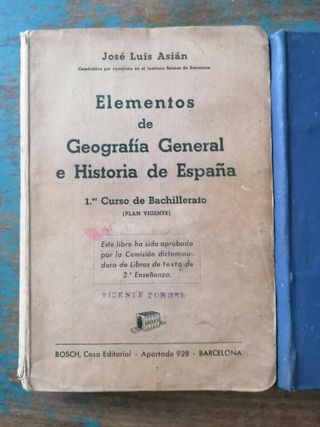 José Luis Asián
Catedrático por oposición en el Instituto Balmes de Barcelona
Elementos
de
Geografía General
e Historia de España
1.er Curso de Bachillerato
(PLAN VIGENTE)
Este libro ha sido aprobado
por la Comisión dictamina-
dora de Libros de texto de
2.ª Enseñanza.
VICENTE TORRES
BOSCH, Casa Editorial - Apartado 928 - BARCELONA